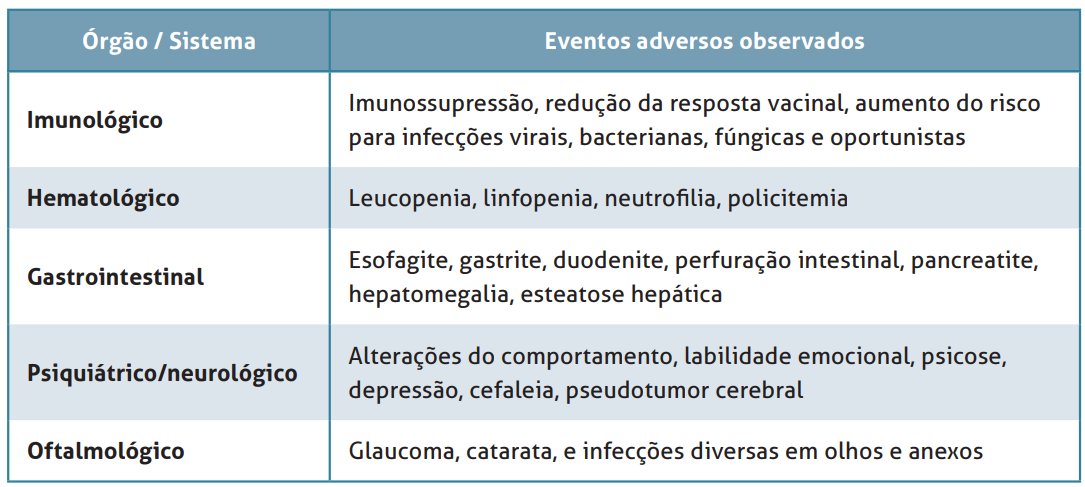 Órgão / Sistema
Eventos adversos observados
Imunológico
Imunossupressão, redução da resposta vacinal, aumento do risco
para infecções virais, bacterianas, fúngicas e oportunistas
Hematológico
Leucopenia, linfopenia, neutrofilia, policitemia
Gastrointestinal
Esofagite, gastrite, duodenite, perfuração intestinal, pancreatite,
hepatomegalia, esteatose hepática
Psiquiátrico/neurológico
Alterações do comportamento, labilidade emocional, psicose,
depressão, cefaleia, pseudotumor cerebral
Oftalmológico
Glaucoma, catarata, e infecções diversas em olhos e anexos